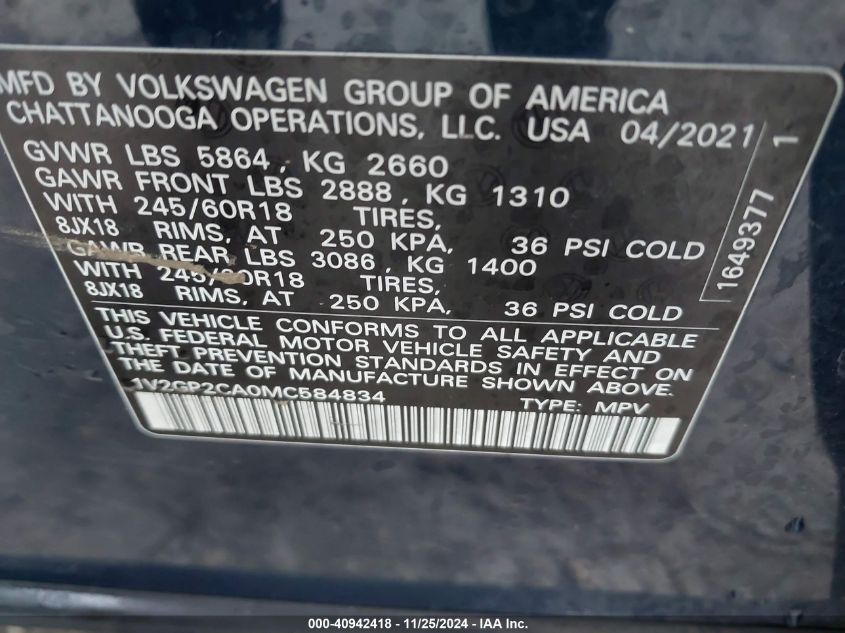 MFD BY VOLKSWAGEN GROUP OF AMERICA
CHATTANOOGA OPERATIONS, LLC. USA 04/2021
GVWR LBS 5864, KG 2660
GAWR FRONT LBS 2888, KG 1310
WITH 245/60R18 TIRES,
8JX18 RIMS, AT 250 KPA, 36 PSI COLD
GAWR REAR, LBS 3086, KG 1400
WITH 245/60R18 TIRES,
8JX18 RIMS, AT 250 KPA, 36 PSI COLD
THIS VEHICLE CONFORMS TO ALL APPLICABLE
U.S. FEDERAL MOTOR VEHICLE SAFETY AND
THEFT PREVENTION STANDARDS IN EFFECT ON
THE DATE OF MANUFACTURE SHOWN ABOVE.
1V2GP2CA0MC584834 TYPE: MPV
1649377 1
000-40942418 - 11/25/2024 - IAA Inc.